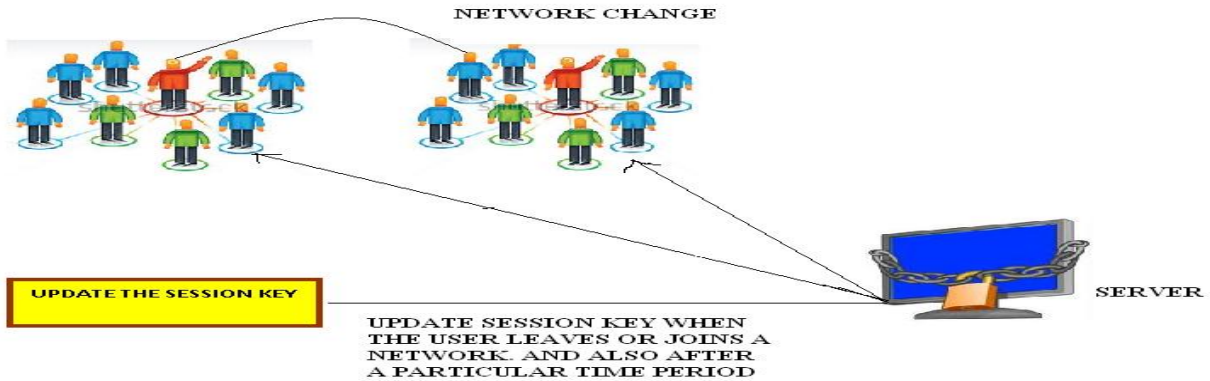 NETWORK CHANGE
UPDATE THE SESSION KEY
SERVER
UPDATE SESSION KEY WHEN
THE USER LEAVES OR JOINS A
NETWORK. AND ALSO AFTER
A PARTICULAR TIME PERIOD